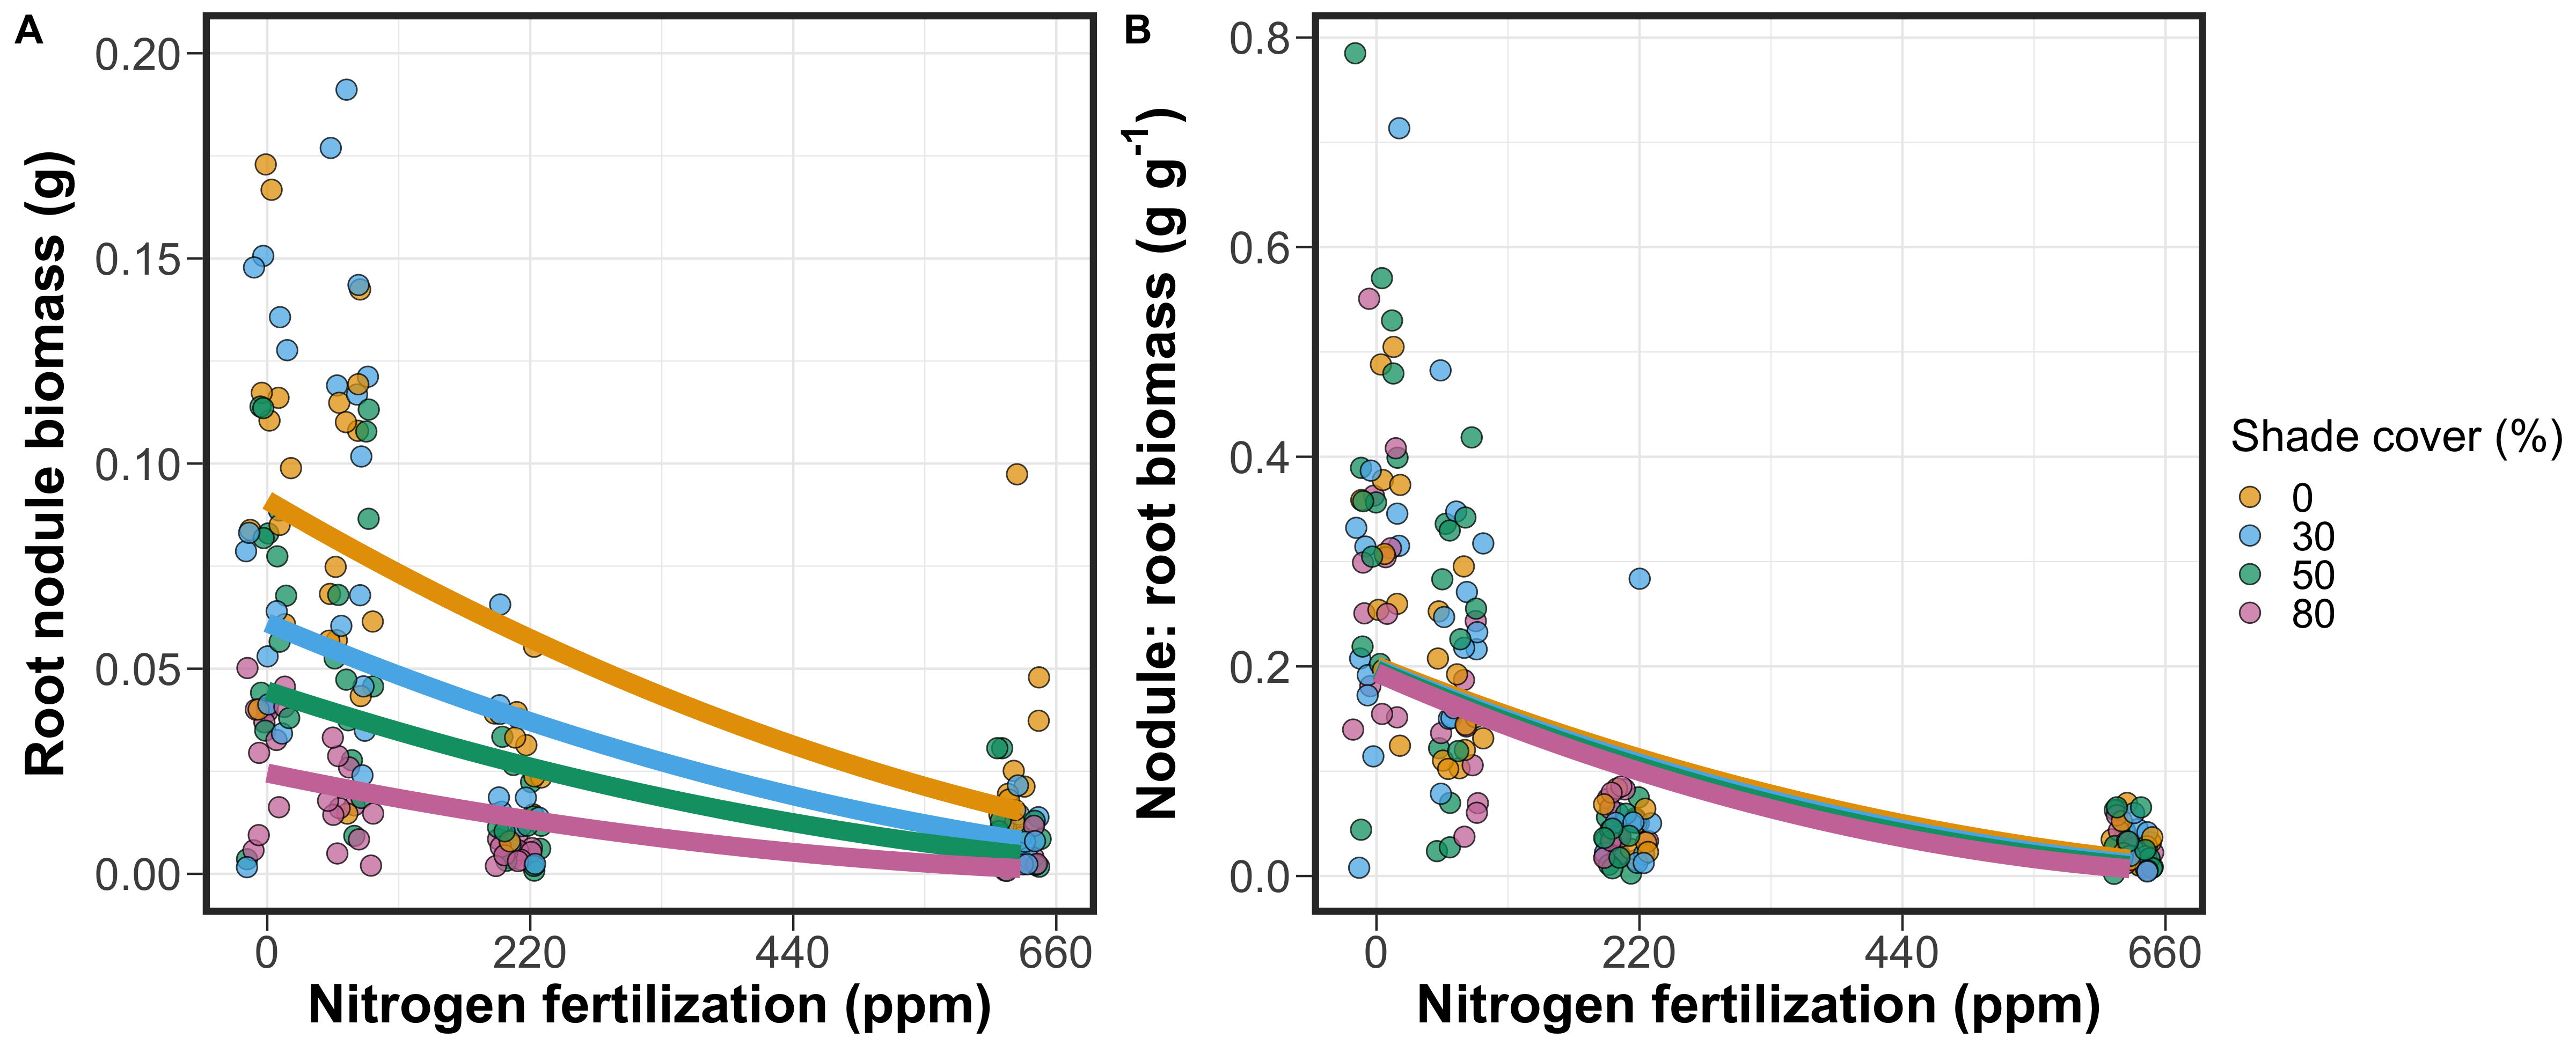 A
Root nodule biomass (g)
0.20
0.15
0.10
0.05
0.00
0 220 440 660
Nitrogen fertilization (ppm)
B
Nodule: root biomass (g g⁻¹)
0.8
0.6
0.4
0.2
0.0
0 220 440 660
Nitrogen fertilization (ppm)
Shade cover (%)
0
30
50
80